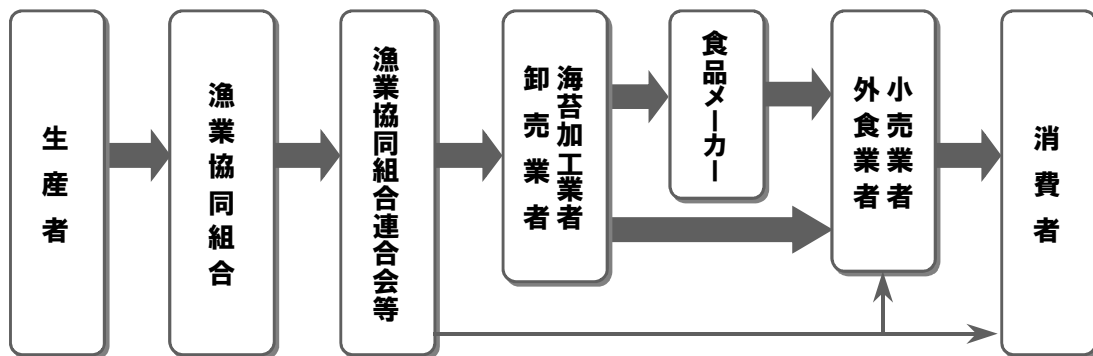 生産者
漁業協同組合
漁業協同組合連合会等
海苔加工業者
卸売業者
食品メーカー
小売業者
外食業者
消費者